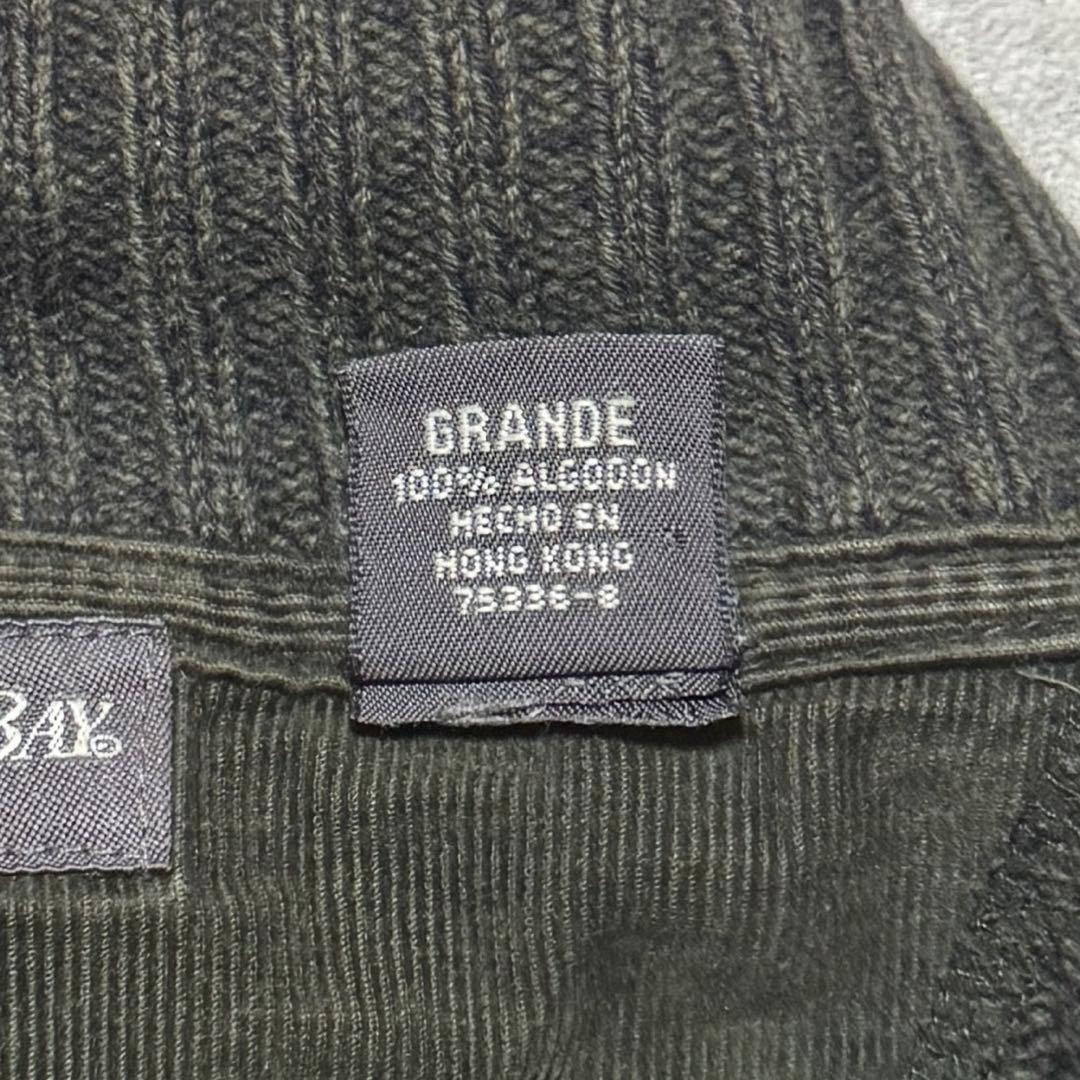 GRANDE
100% ALGODON
HECHO EN
HONG KONG
75336-8
BAY®